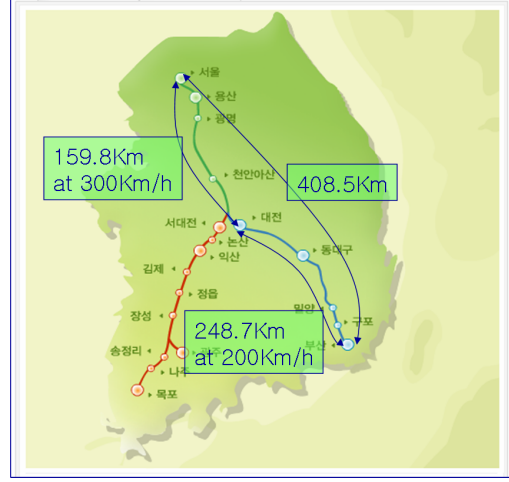 서울
용산
광명
159.8Km
at 300Km/h
천안아산
408.5Km
서대전
대전
논산
익산
동대구
김제
정읍
밀양
장성
구포
248.7Km
at 200Km/h
부산
송정리
광주
나주
목포